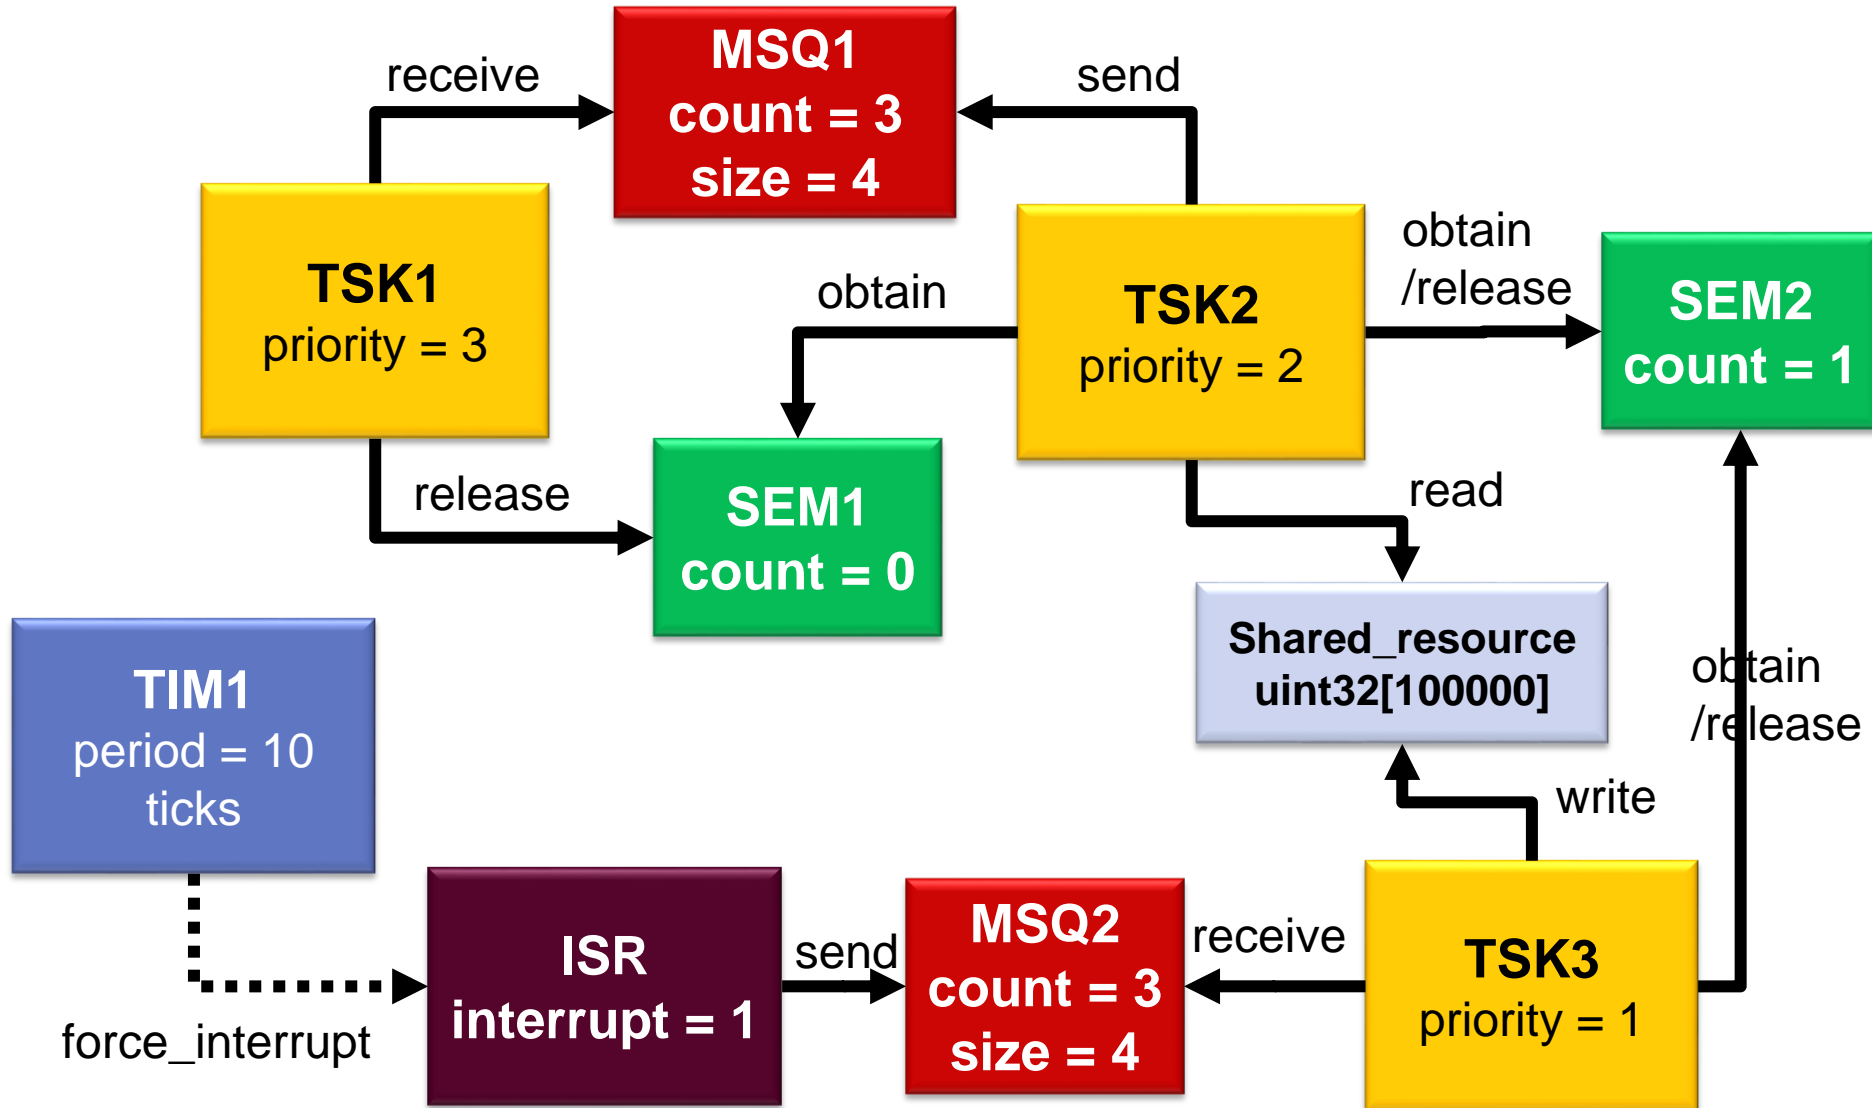 receive
MSQ1
count = 3
size = 4
send
TSK1
priority = 3
obtain
TSK2
priority = 2
obtain
/release
SEM2
count = 1
release
SEM1
count = 0
read
Shared_resource
uint32[100000]
obtain
/release
write
TIM1
period = 10
ticks
force_interrupt
ISR
interrupt = 1
send
MSQ2
count = 3
size = 4
receive
TSK3
priority = 1